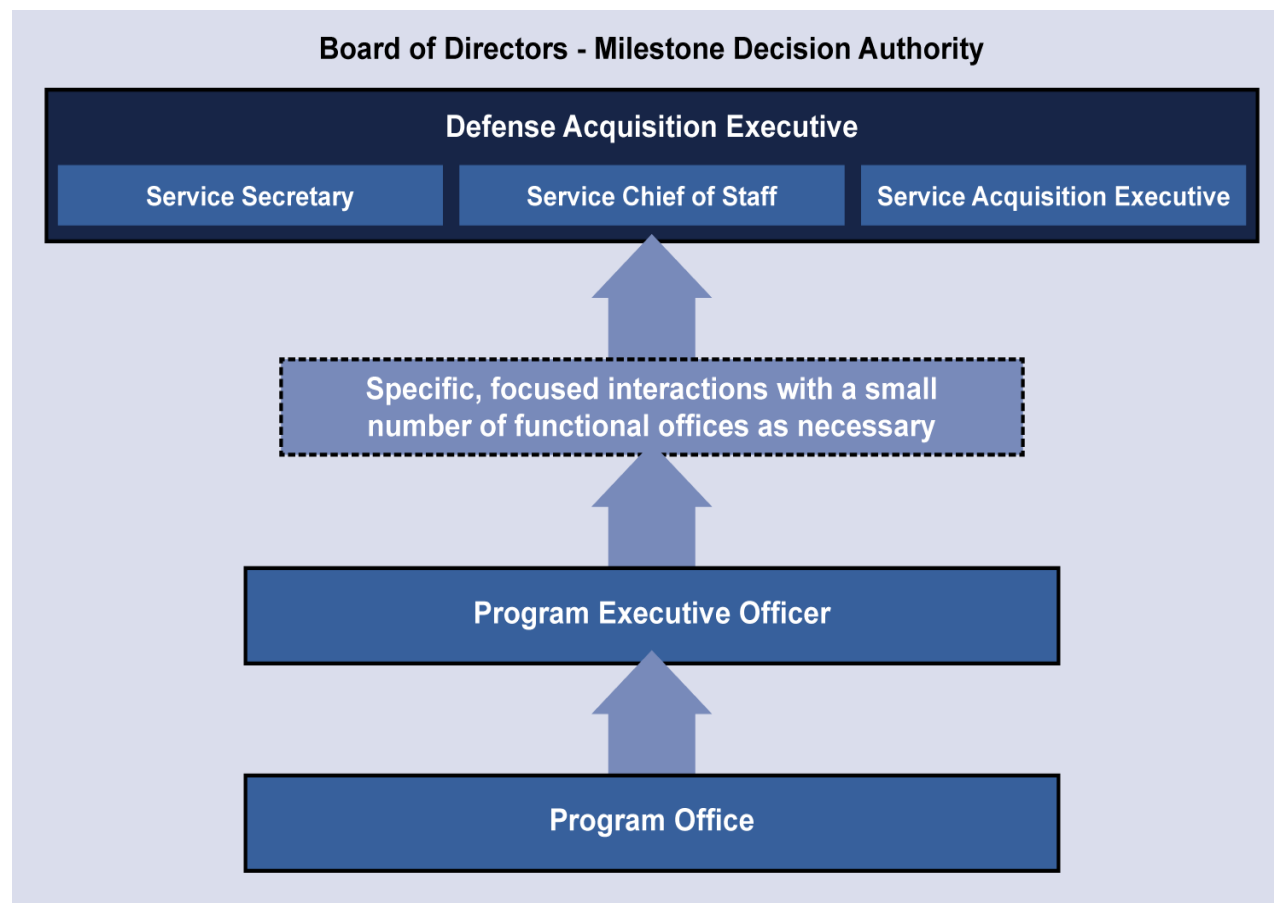 Board of Directors - Milestone Decision Authority
Defense Acquisition Executive
Service Secretary
Service Chief of Staff
Service Acquisition Executive
Specific, focused interactions with a small
number of functional offices as necessary
Program Executive Officer
Program Office